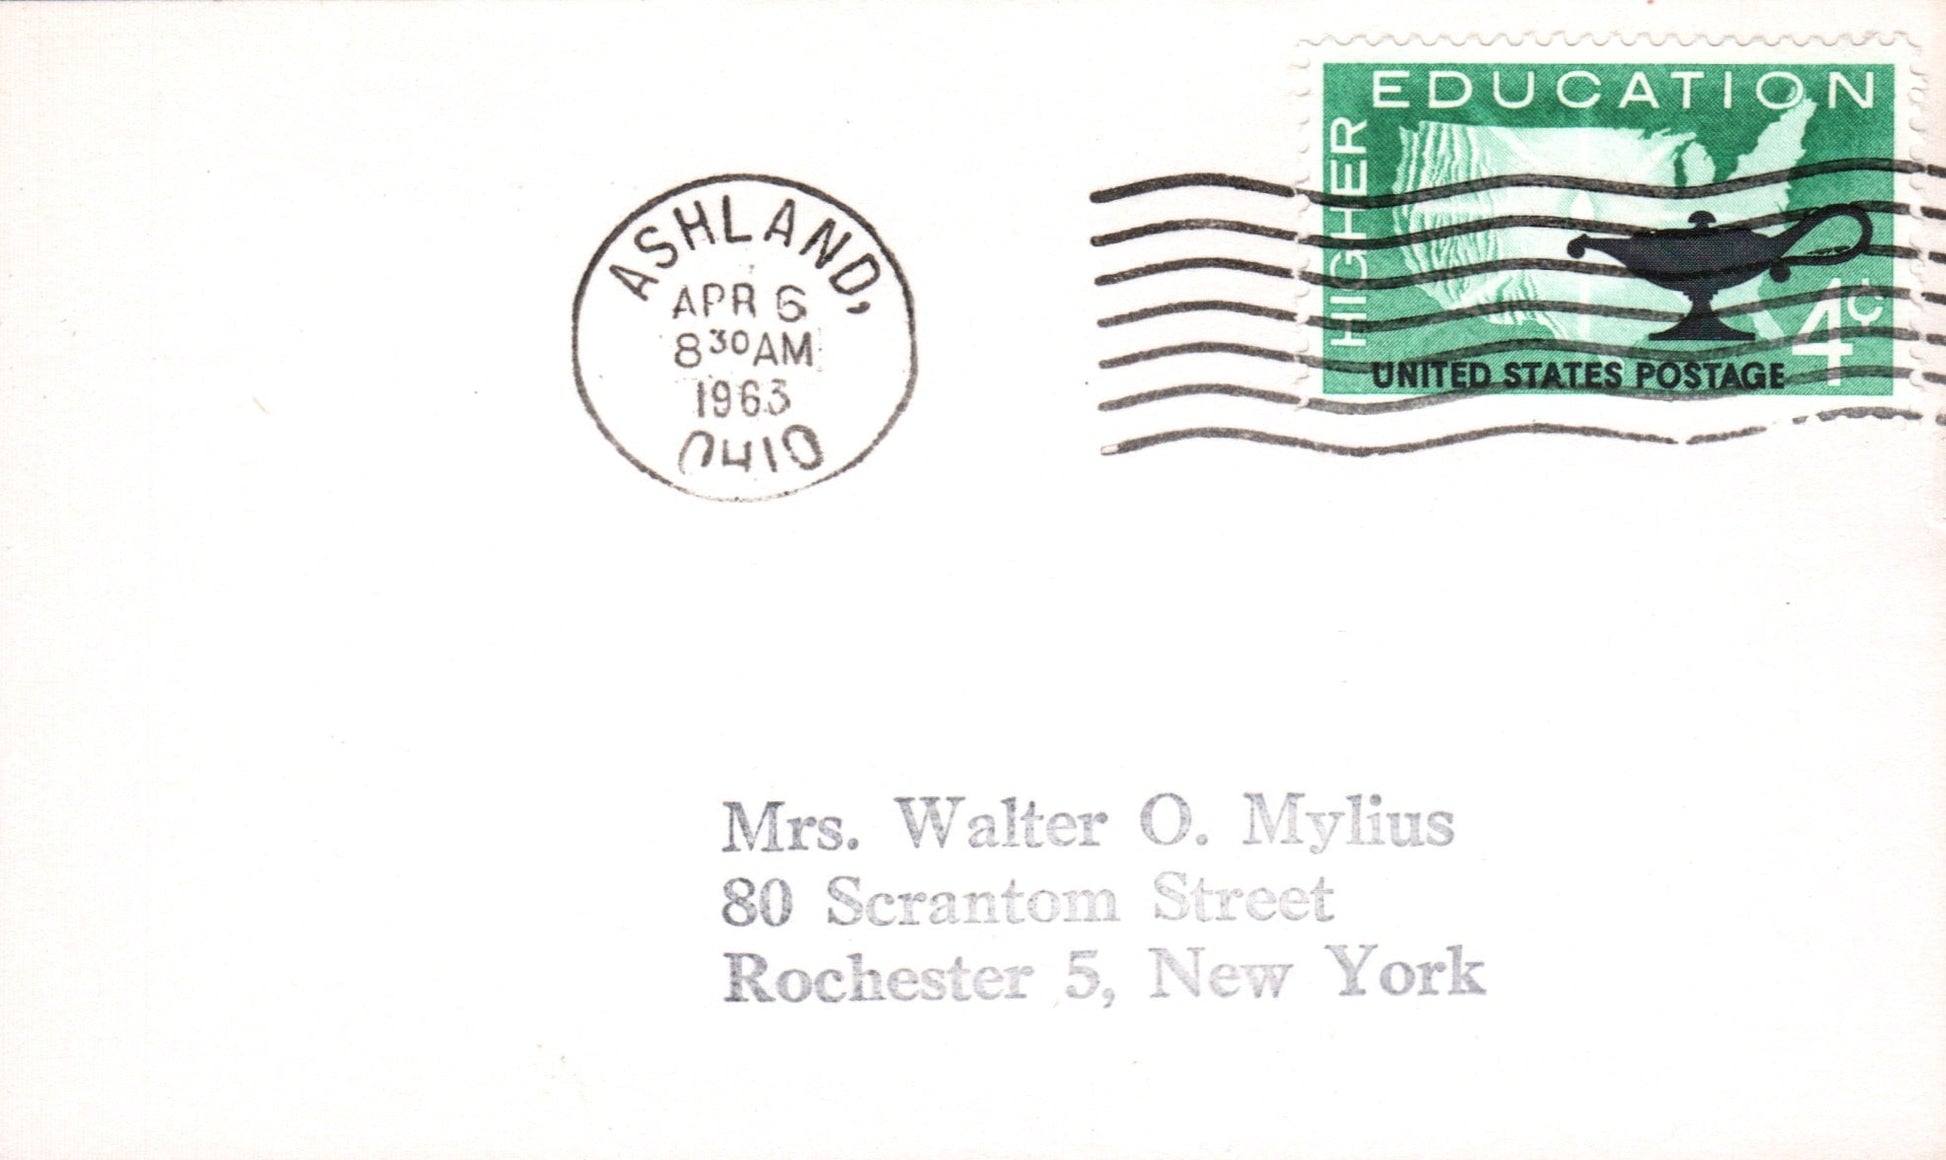 ASHLAND,
APR 6
8 30 AM
1963
OHIO
HIGHER
EDUCATION
4¢
UNITED STATES POSTAGE
Mrs. Walter O. Mylius
80 Scrantom Street
Rochester 5, New York